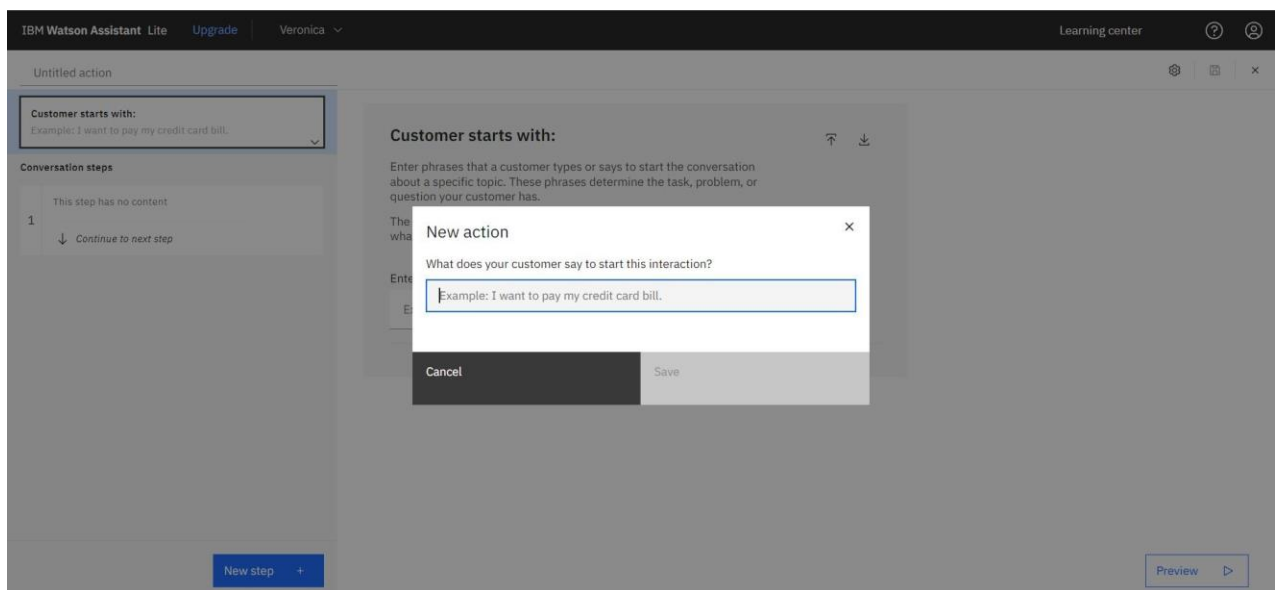 IBM Watson Assistant Lite Upgrade Veronica Learning center
Untitled action
Customer starts with:
Example: I want to pay my credit card bill.
Conversation steps
1
This step has no content
Continue to next step
New step +
Customer starts with:
Enter phrases that a customer types or says to start the conversation
about a specific topic. These phrases determine the task, problem, or
question your customer has.
The
wha
Ente
New action
What does your customer say to start this interaction?
Example: I want to pay my credit card bill.
Cancel Save
Preview